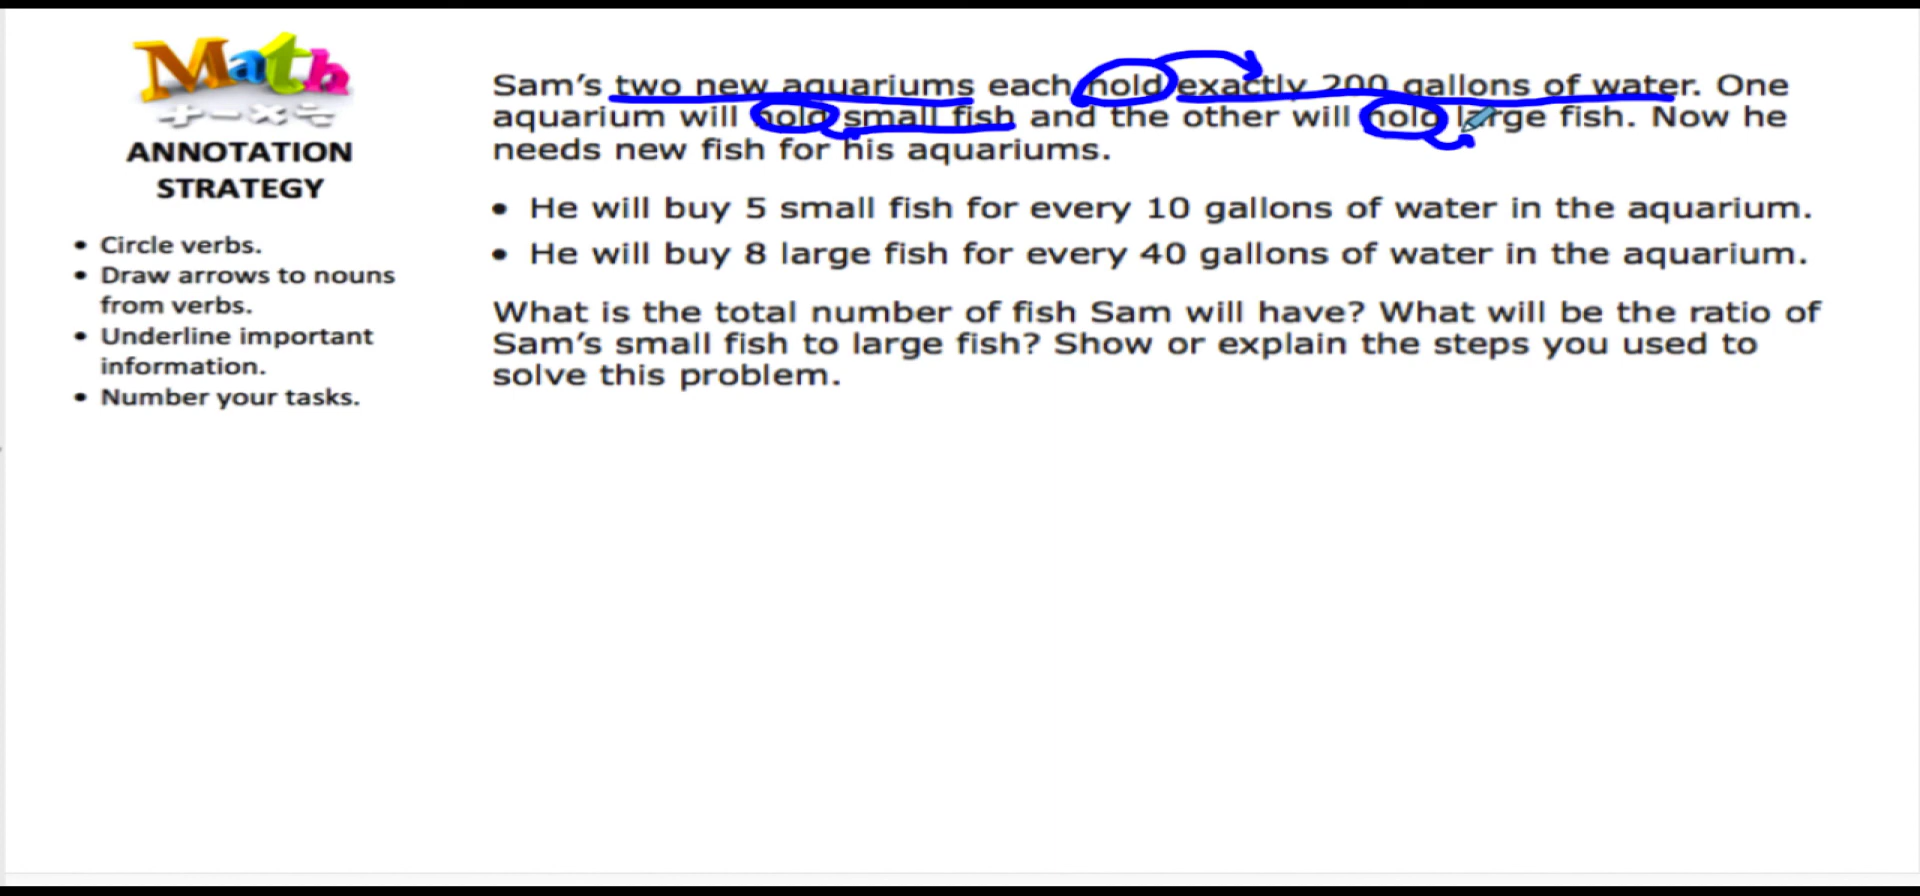 Math
+ − × ÷
ANNOTATION
STRATEGY
• Circle verbs.
• Draw arrows to nouns
from verbs.
• Underline important
information.
• Number your tasks.
Sam's two new aquariums each hold exactly 200 gallons of water. One
aquarium will hold small fish and the other will hold large fish. Now he
needs new fish for his aquariums.
• He will buy 5 small fish for every 10 gallons of water in the aquarium.
• He will buy 8 large fish for every 40 gallons of water in the aquarium.
What is the total number of fish Sam will have? What will be the ratio of
Sam's small fish to large fish? Show or explain the steps you used to
solve this problem.